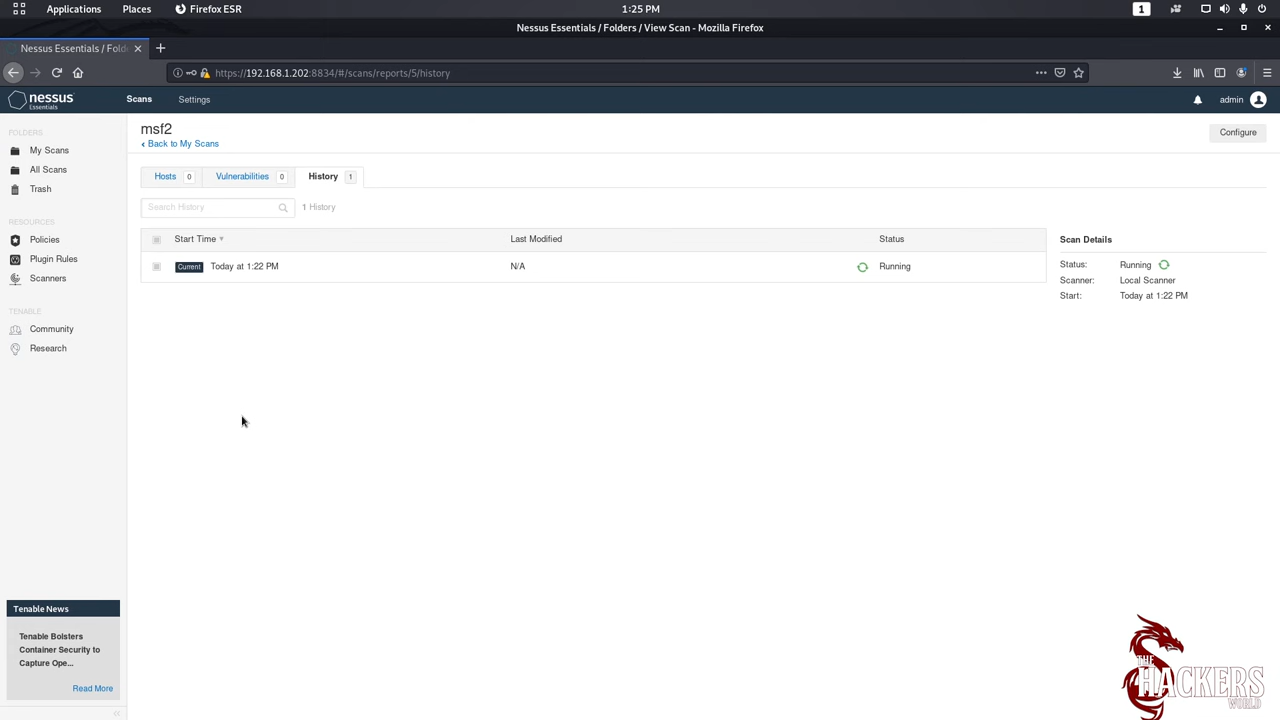 Applications Places Firefox ESR 1:25 PM 1
Nessus Essentials / Folders / View Scan - Mozilla Firefox
Nessus Essentials / Fold
https://192.168.1.202:8834/#/scans/reports/5/history
nessus Essentials Scans Settings admin
FOLDERS
My Scans
All Scans
Trash
RESOURCES
Policies
Plugin Rules
Scanners
TENABLE
Community
Research
Tenable News
Tenable Bolsters
Container Security to
Capture Ope...
Read More
msf2
Back to My Scans
Configure
Hosts 0 Vulnerabilities 0 History 1
Search History 1 History
Start Time Last Modified Status
Current Today at 1:22 PM N/A Running
Scan Details
Status: Running
Scanner: Local Scanner
Start: Today at 1:22 PM
THE
HACKERS
WORLD